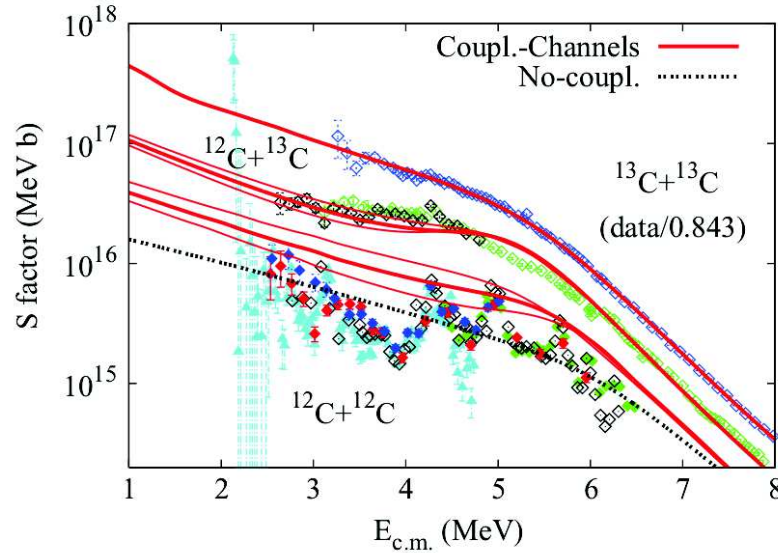 10^18
10^17
10^16
10^15
S factor (MeV b)
Coupl.-Channels
No-coupl.
^12C+^13C
^13C+^13C
(data/0.843)
^12C+^12C
1 2 3 4 5 6 7 8
E_c.m. (MeV)